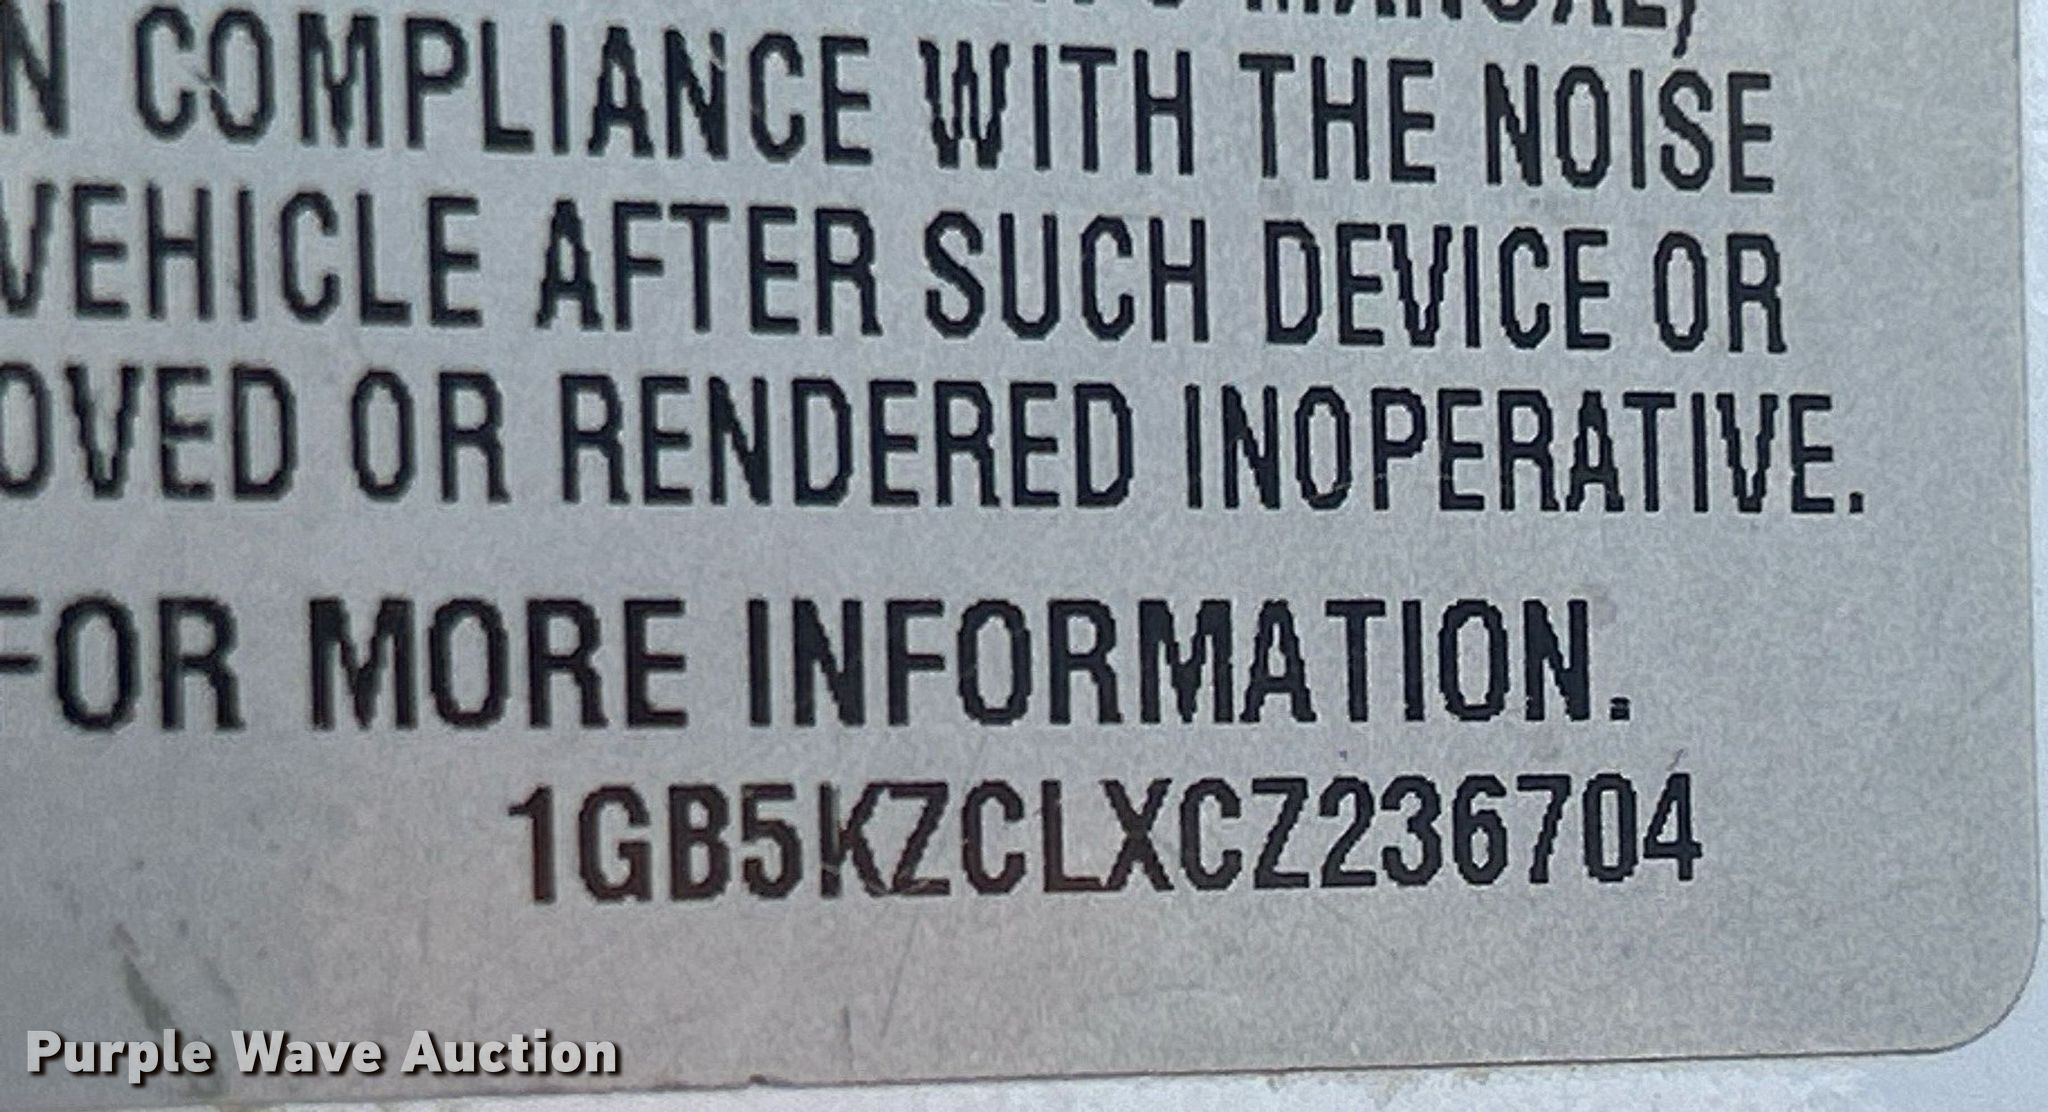 MANUAL,
N COMPLIANCE WITH THE NOISE
VEHICLE AFTER SUCH DEVICE OR
OVED OR RENDERED INOPERATIVE.
FOR MORE INFORMATION.
1GB5KZCLXCZ236704
Purple Wave Auction